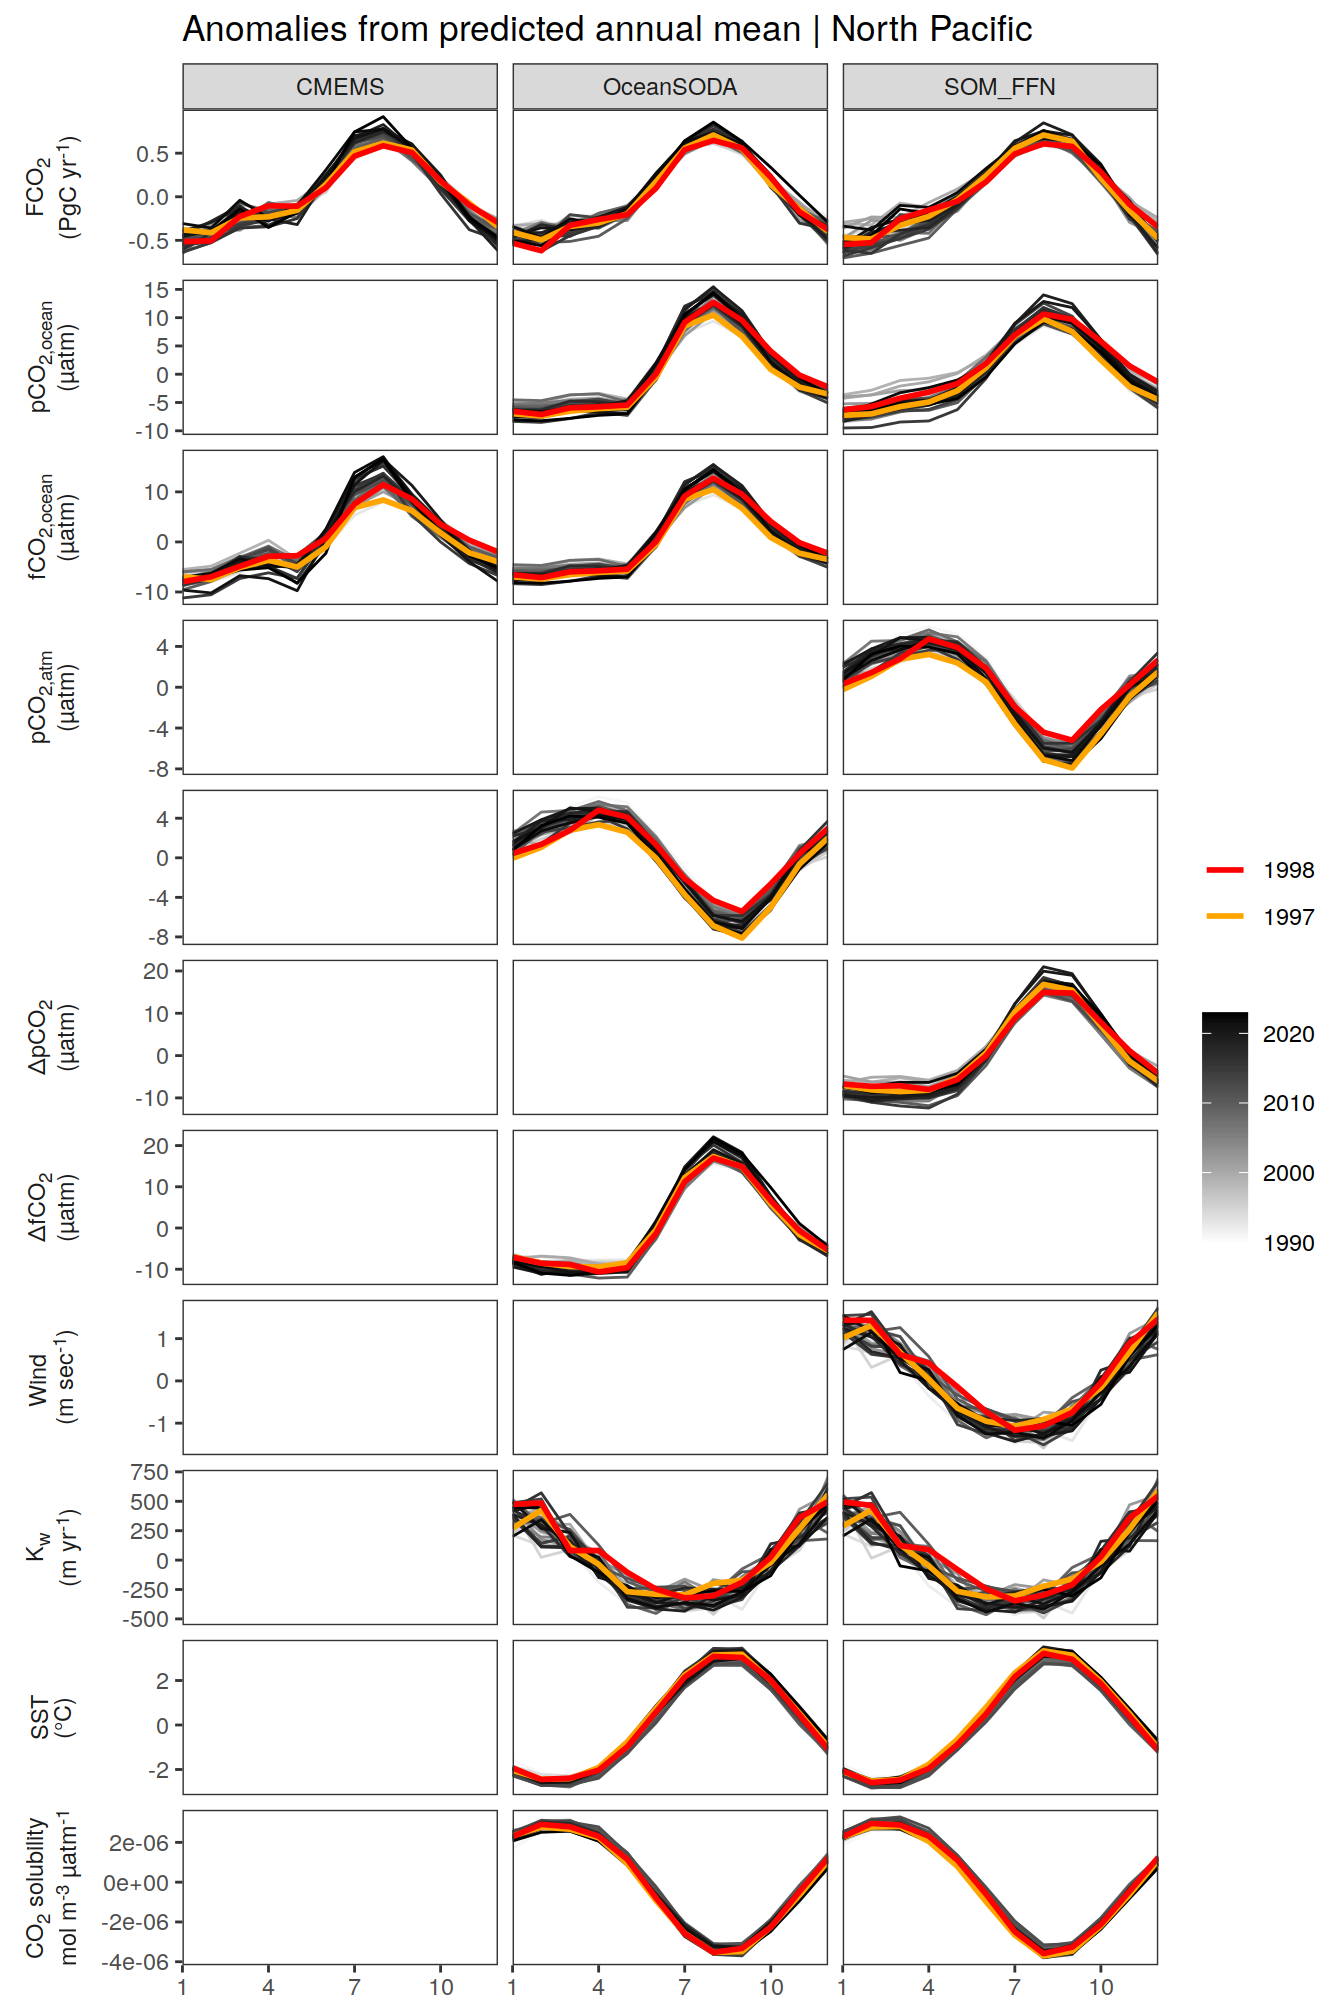 Anomalies from predicted annual mean | North Pacific
CMEMS
OceanSODA
SOM_FFN
FCO₂
(PgC yr⁻¹)
0.5
0.0
-0.5
pCO₂,ocean
(µatm)
15
10
5
0
-5
-10
fCO₂,ocean
(µatm)
10
0
-10
pCO₂,atm
(µatm)
4
0
-4
-8
4
0
-4
-8
1998
1997
ΔpCO₂
(µatm)
20
10
0
-10
2020
2010
2000
1990
ΔfCO₂
(µatm)
20
10
0
-10
Wind
(m sec⁻¹)
1
0
-1
Kw
(m yr⁻¹)
750
500
250
0
-250
-500
SST
(°C)
2
0
-2
CO₂ solubility
mol m⁻³ µatm⁻¹
2e-06
0e+00
-2e-06
-4e-06
1 4 7 10
1 4 7 10
1 4 7 10